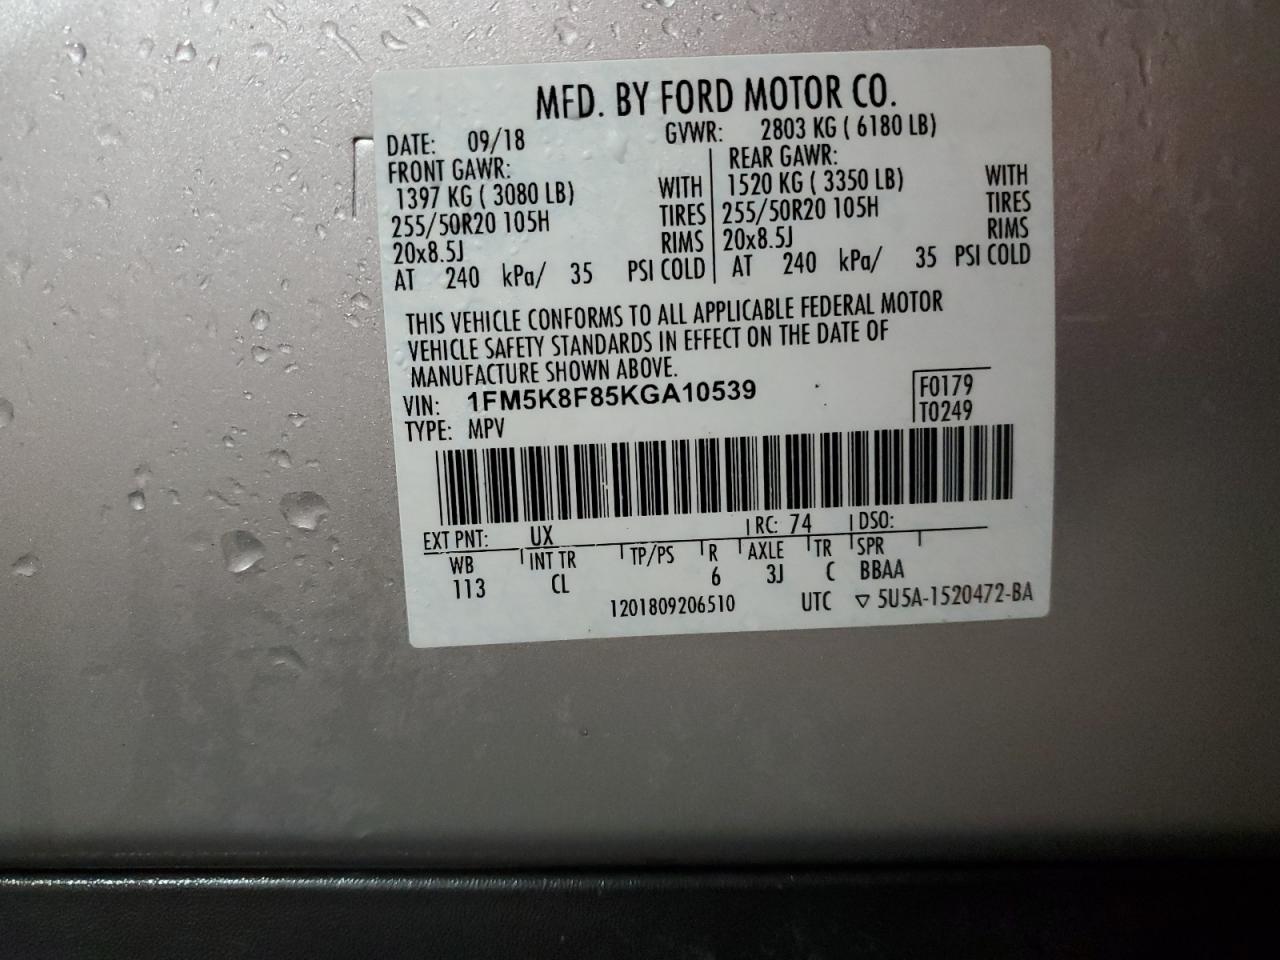 MFD. BY FORD MOTOR CO.
DATE: 09/18 GVWR: 2803 KG ( 6180 LB)
FRONT GAWR: REAR GAWR:
1397 KG ( 3080 LB) WITH 1520 KG ( 3350 LB) WITH
255/50R20 105H TIRES 255/50R20 105H TIRES
20x8.5J RIMS 20x8.5J RIMS
AT 240 kPa/ 35 PSI COLD AT 240 kPa/ 35 PSI COLD
THIS VEHICLE CONFORMS TO ALL APPLICABLE FEDERAL MOTOR
VEHICLE SAFETY STANDARDS IN EFFECT ON THE DATE OF
MANUFACTURE SHOWN ABOVE.
VIN: 1FM5K8F85KGA10539 F0179
TYPE: MPV T0249
EXT PNT: UX RC: 74 DSO:
WB INT TR TP/PS R AXLE TR SPR
113 CL 6 3J C BBAA
1201809206510 UTC ▽ 5U5A-1520472-BA